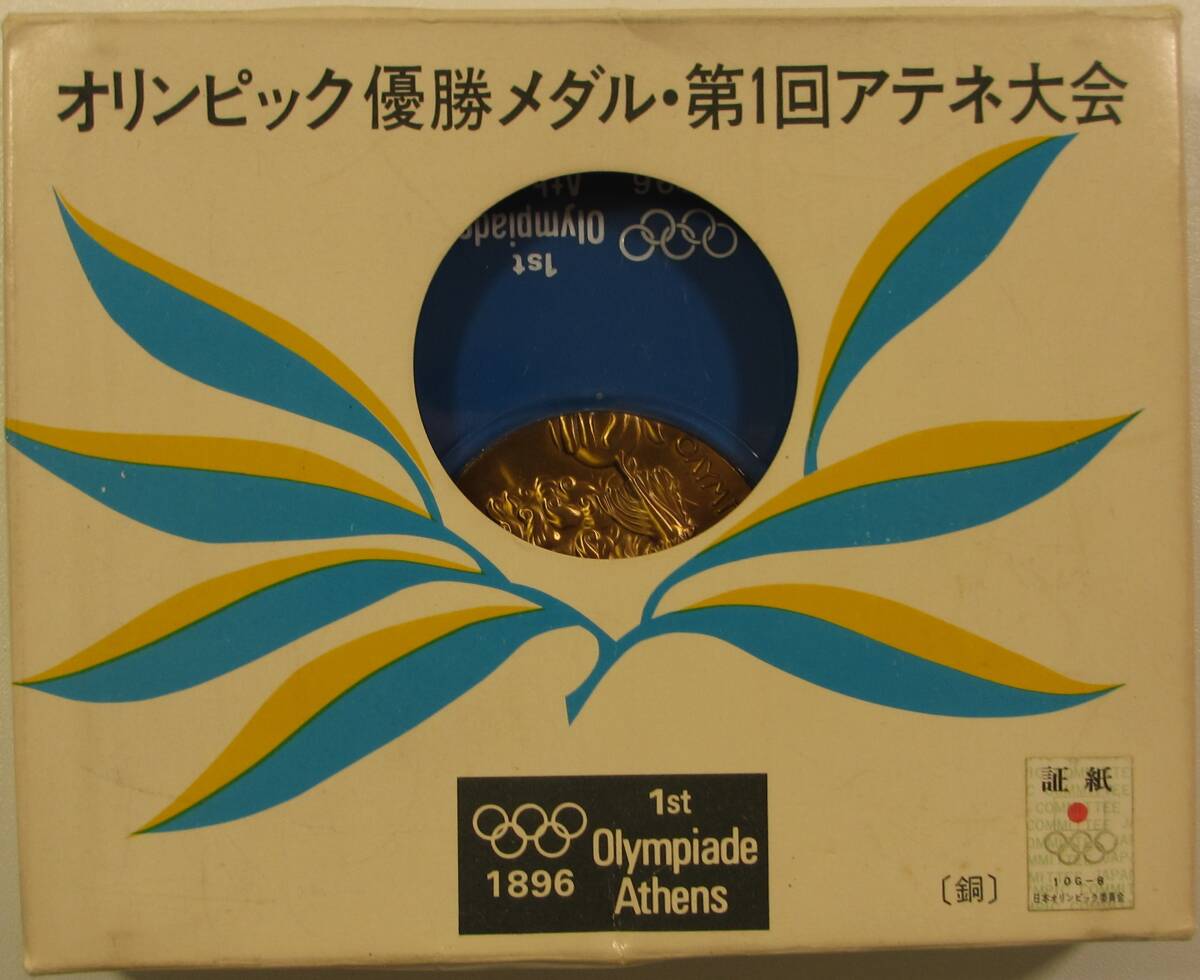 オリンピック優勝メダル・第1回アテネ大会
Olympiade
1st
1st
Olympiade
Athens
1896
〔銅〕
証紙
COMMITTEE
10G-8
日本オリンピック委員会